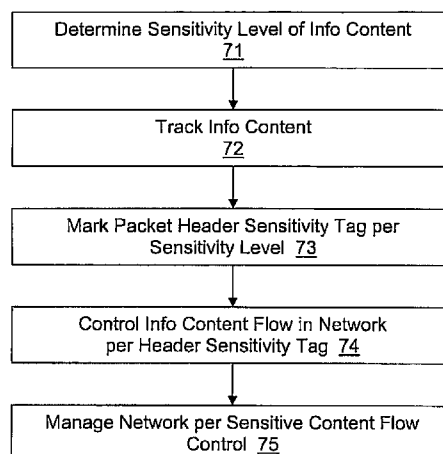 Determine Sensitivity Level of Info Content
71
Track Info Content
72
Mark Packet Header Sensitivity Tag per
Sensitivity Level 73
Control Info Content Flow in Network
per Header Sensitivity Tag 74
Manage Network per Sensitive Content Flow
Control 75